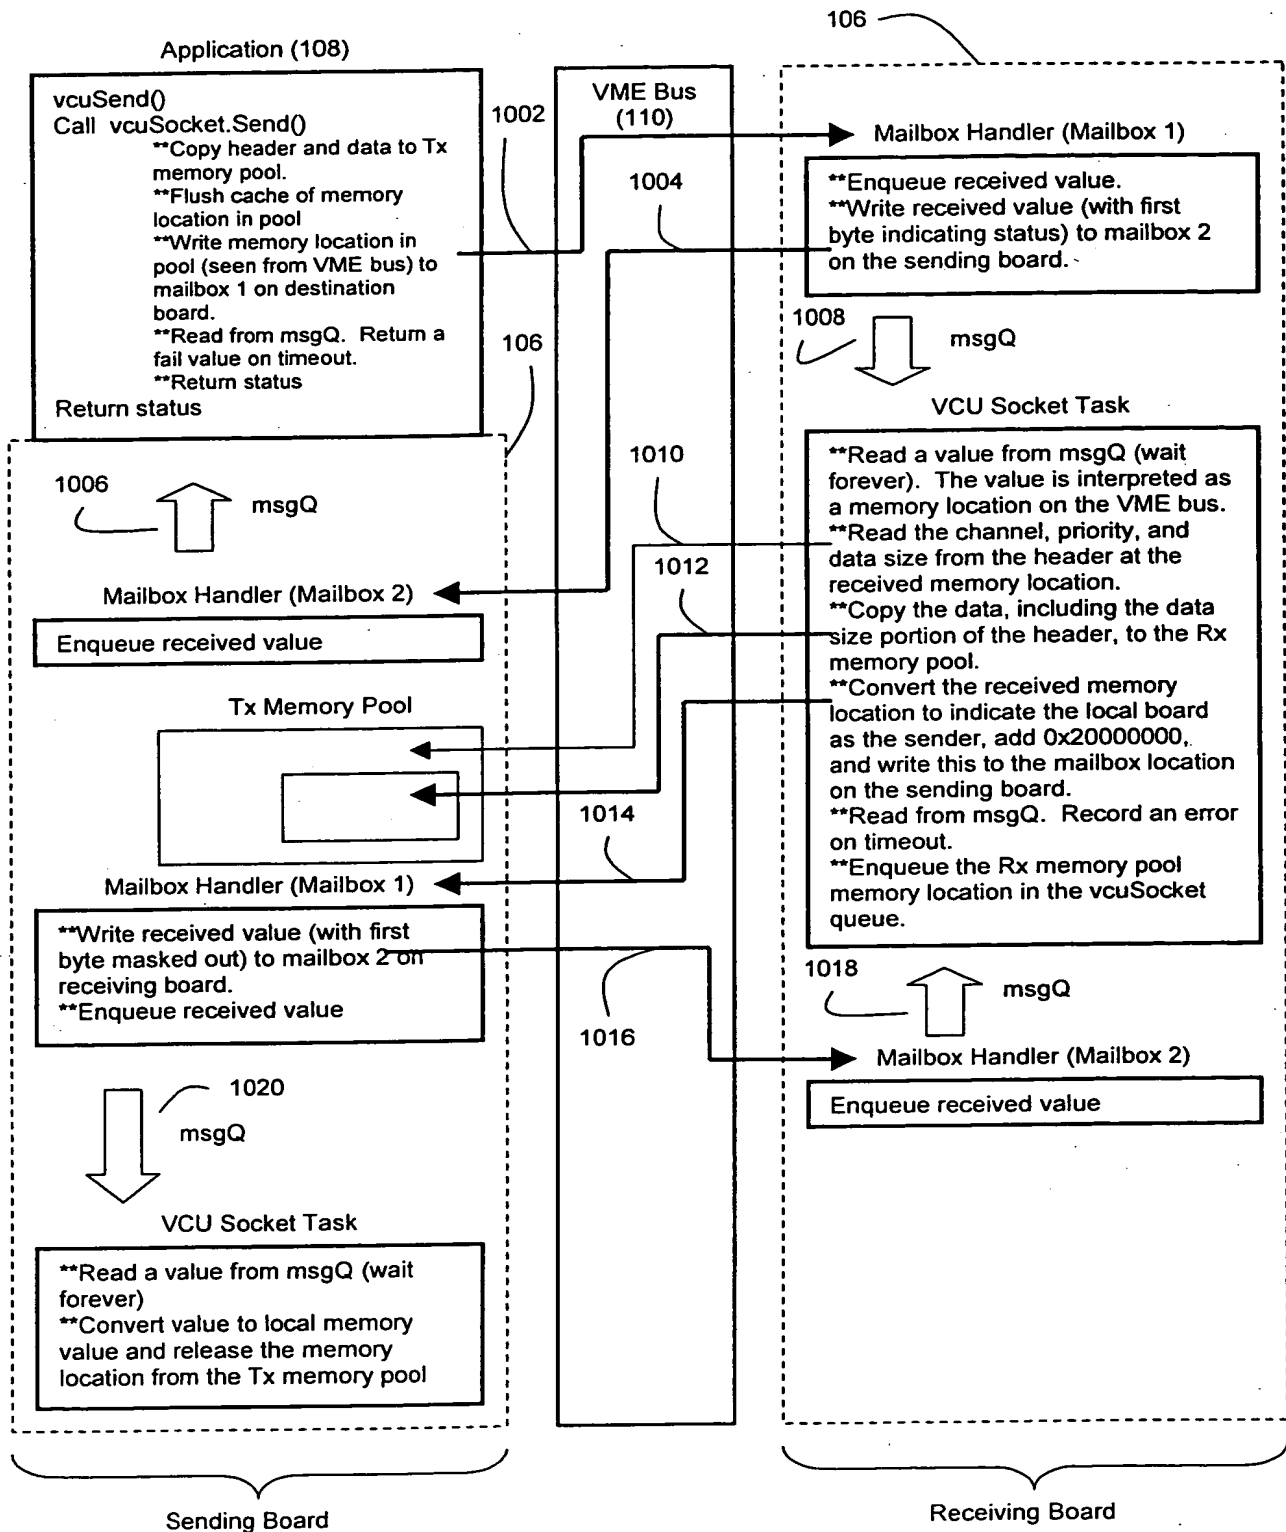 106
Application (108)
vcuSend()
Call vcuSocket.Send()
**Copy header and data to Tx
memory pool.
**Flush cache of memory
location in pool
**Write memory location in
pool (seen from VME bus) to
mailbox 1 on destination
board.
**Read from msgQ. Return a
fail value on timeout.
**Return status
Return status
1002
VME Bus
(110)
1004
Mailbox Handler (Mailbox 1)
**Enqueue received value.
**Write received value (with first
byte indicating status) to mailbox 2
on the sending board.
1008
msgQ
106
1006
msgQ
Mailbox Handler (Mailbox 2)
Enqueue received value
Tx Memory Pool
1010
1012
VCU Socket Task
**Read a value from msgQ (wait
forever). The value is interpreted as
a memory location on the VME bus.
**Read the channel, priority, and
data size from the header at the
received memory location.
**Copy the data, including the data
size portion of the header, to the Rx
memory pool.
**Convert the received memory
location to indicate the local board
as the sender, add 0x20000000,
and write this to the mailbox location
on the sending board.
**Read from msgQ. Record an error
on timeout.
**Enqueue the Rx memory pool
memory location in the vcuSocket
queue.
1014
Mailbox Handler (Mailbox 1)
**Write received value (with first
byte masked out) to mailbox 2 on
receiving board.
**Enqueue received value
1016
1018
msgQ
Mailbox Handler (Mailbox 2)
Enqueue received value
1020
msgQ
VCU Socket Task
**Read a value from msgQ (wait
forever)
**Convert value to local memory
value and release the memory
location from the Tx memory pool
Sending Board
Receiving Board